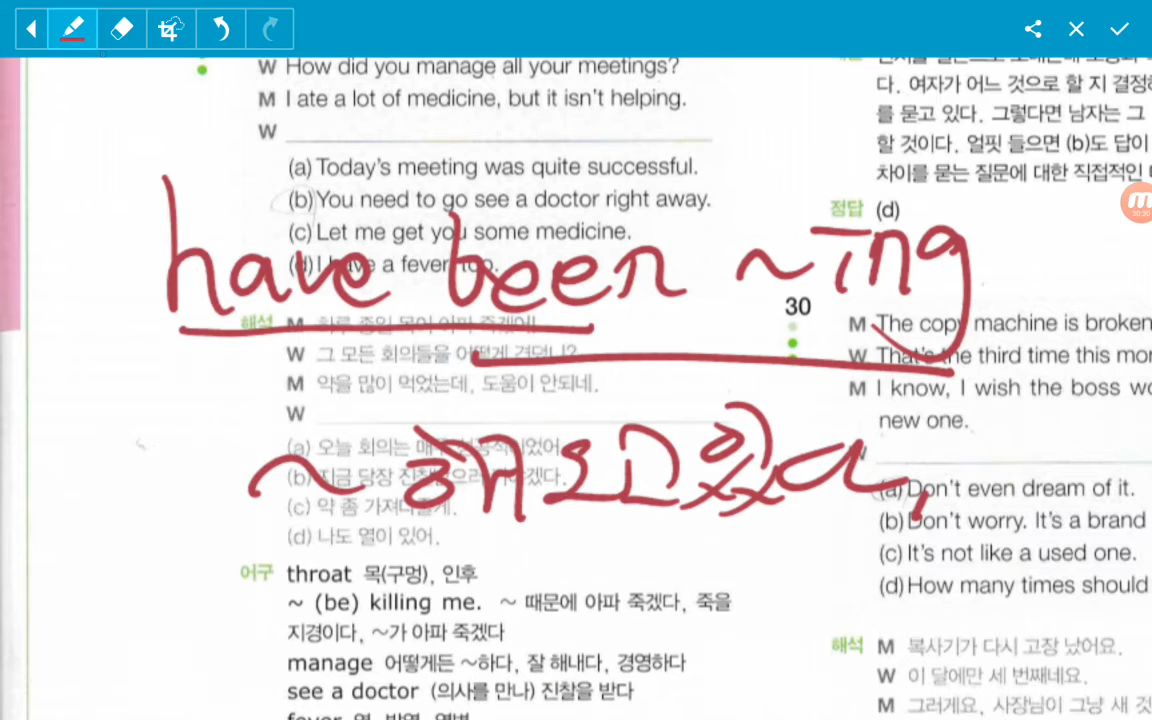 W How did you manage all your meetings?
M I ate a lot of medicine, but it isn't helping.
W
(a) Today's meeting was quite successful.
(b) You need to go see a doctor right away.
(c) Let me get you some medicine.
(d) I have a fever, too.
have been ~ing
해석 M 하루 종일 목이 아파 죽겠어!
W 그 모든 회의들을 어떻게 견뎠니?
M 약을 많이 먹었는데, 도움이 안되네.
W
(a) 오늘 회의는 매우 성공적이었어.
~ 해오고있다,
(b) 지금 당장 진찰받으러 가야겠다.
(c) 약 좀 가져다줄게.
(d) 나도 열이 있어.
어구 throat 목(구멍), 인후
~ (be) killing me. ~ 때문에 아파 죽겠다, 죽을
지경이다, ~가 아파 죽겠다
manage 어떻게든 ~하다, 잘 해내다, 경영하다
see a doctor (의사를 만나) 진찰을 받다
fever 열
다. 여자가 어느 것으로 할 지 결정
를 묻고 있다. 그렇다면 남자는 그
할 것이다. 얼핏 들으면 (b)도 답이
차이를 묻는 질문에 대한 직접적인
정답 (d)
00:30
30
M The copy machine is broken
W That's the third time this mo
M I know, I wish the boss wo
new one.
W
(a) Don't even dream of it.
(b) Don't worry. It's a brand
(c) It's not like a used one.
(d) How many times should
해석 M 복사기가 다시 고장 났어요.
W 이 달에만 세 번째네요.
M 그러게요, 사장님이 그냥 새 것